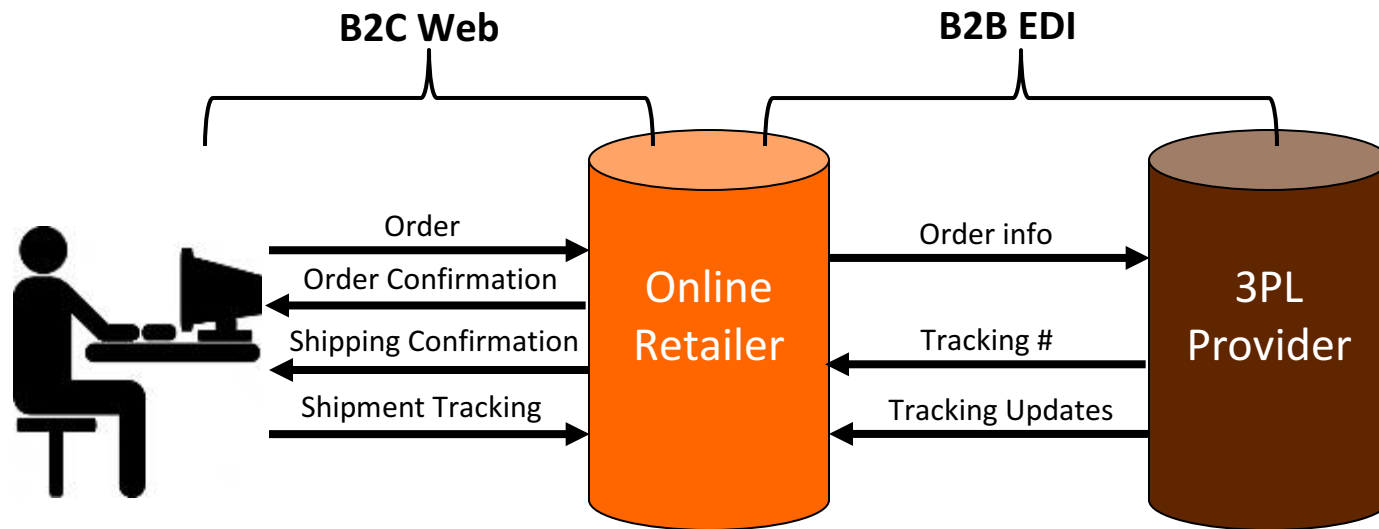 B2C Web
B2B EDI
Order
Order Confirmation
Shipping Confirmation
Shipment Tracking
Online
Retailer
Order info
Tracking #
Tracking Updates
3PL
Provider